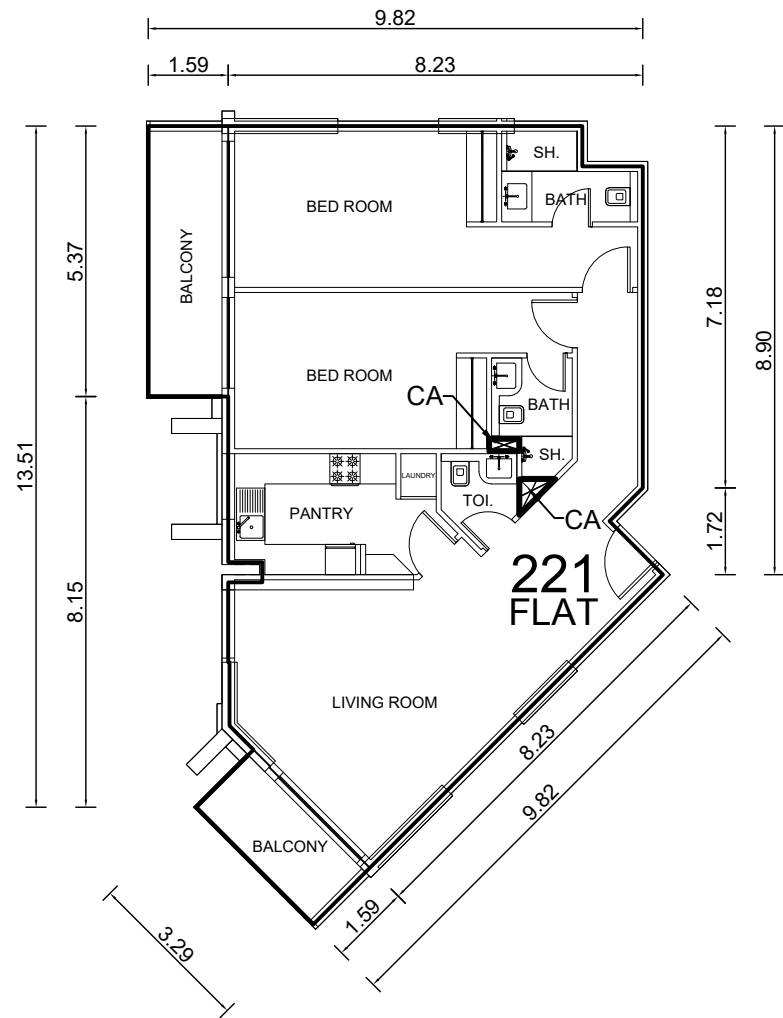 9.82
1.59
8.23
SH.
BATH
BED ROOM
BALCONY
5.37
7.18
8.90
13.51
BED ROOM
CA
BATH
SH.
LAUNDRY
TOI.
PANTRY
CA
1.72
221
FLAT
8.15
LIVING ROOM
8.23
9.82
BALCONY
1.59
3.29